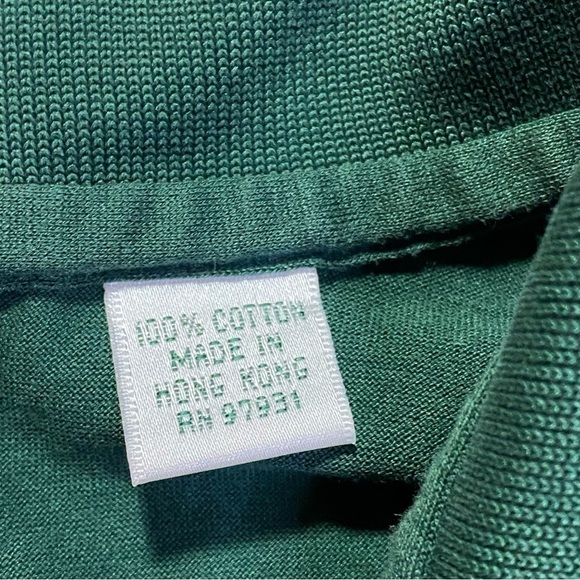 100% COTTON
MADE IN
HONG KONG
RN 97931